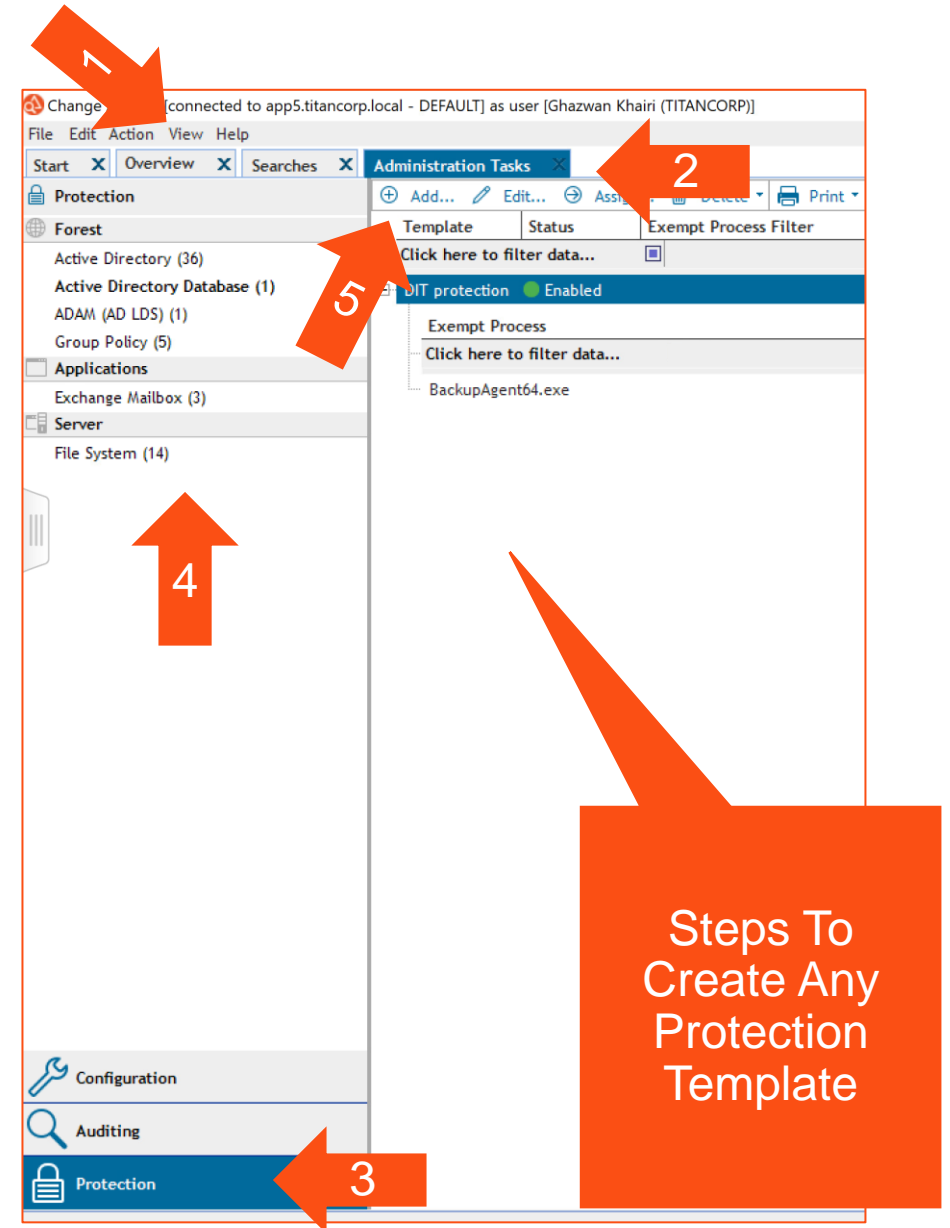 1
Change [connected to app5.titancorp.local - DEFAULT] as user [Ghazwan Khairi (TITANCORP)]
File Edit Action View Help
Start X Overview X Searches X Administration Tasks X
2
Protection
Add... Edit... Assig Delete Print
Forest
Template Status Exempt Process Filter
Active Directory (36)
Click here to filter data...
Active Directory Database (1)
DIT protection Enabled
5
ADAM (AD LDS) (1)
Exempt Process
Group Policy (5)
Click here to filter data...
Applications
Exchange Mailbox (3)
BackupAgent64.exe
Server
File System (14)
4
Steps To
Create Any
Protection
Template
Configuration
Auditing
Protection
3